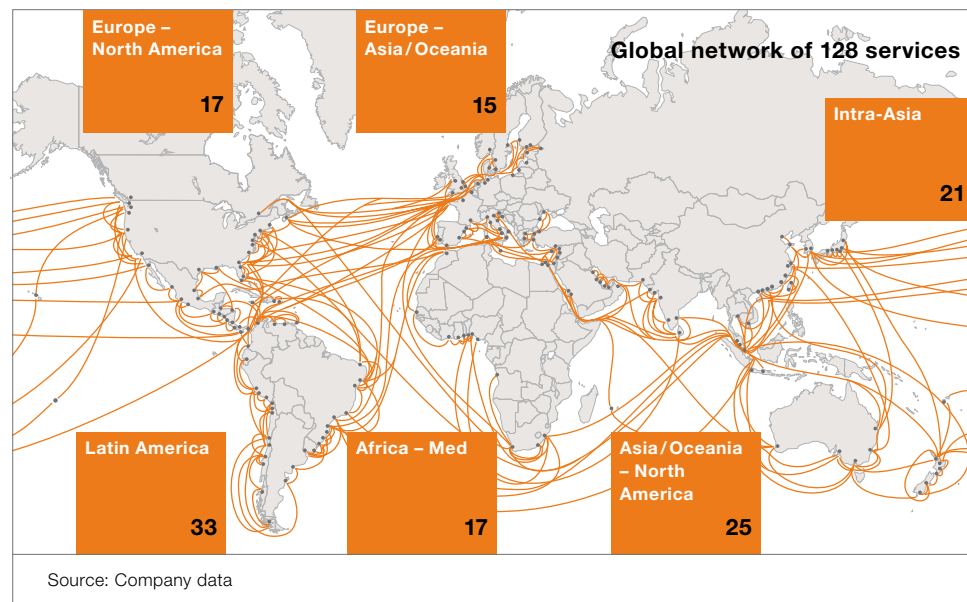 Europe –
North America
17
Europe –
Asia/Oceania
15
Global network of 128 services
Intra-Asia
21
Latin America
33
Africa – Med
17
Asia/Oceania
– North
America
25
Source: Company data